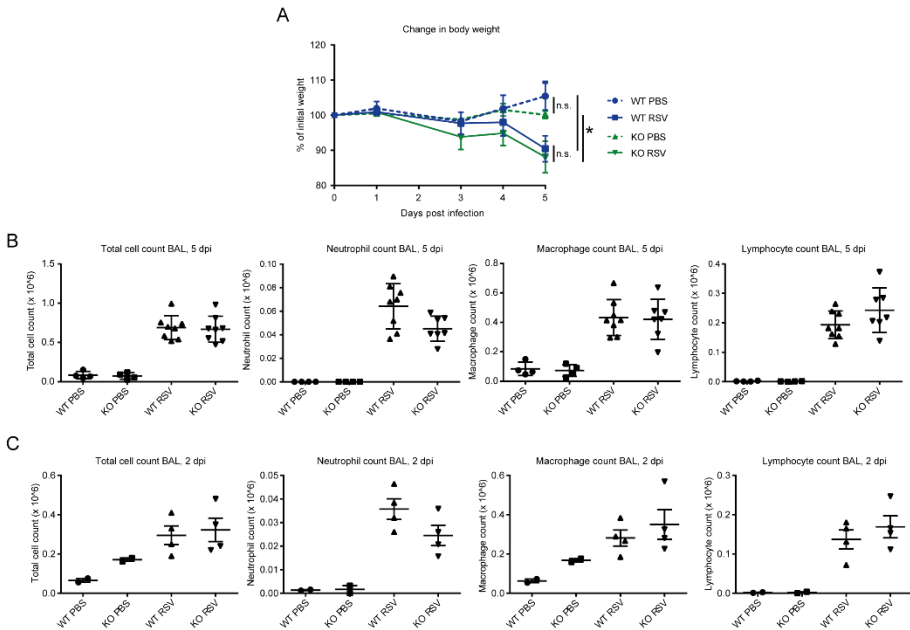 A
Change in body weight
% of initial weight
120
110
100
90
80
0 1 2 3 4 5
Days post infection
n.s.
n.s.
*
WT PBS
WT RSV
KO PBS
KO RSV
B
Total cell count BAL, 5 dpi
Total cell count (x 10^6)
1.5
1.0
0.5
0.0
WT PBS KO PBS WT RSV KO RSV
Neutrophil count BAL, 5 dpi
Neutrohil count (x 10^6)
0.10
0.08
0.06
0.04
0.02
0.00
WT PBS KO PBS WT RSV KO RSV
Macrophage count BAL, 5 dpi
Macrophage count (x 10^6)
0.8
0.6
0.4
0.2
0.0
WT PBS KO PBS WT RSV KO RSV
Lymphocyte count BAL, 5 dpi
Lymphocyte count (x 10^6)
0.4
0.3
0.2
0.1
0.0
WT PBS KO PBS WT RSV KO RSV
C
Total cell count BAL, 2 dpi
Total cell count (x 10^6)
0.6
0.4
0.2
0.0
WT PBS KO PBS WT RSV KO RSV
Neutrophil count BAL, 2 dpi
Neutrophil count (x 10^6)
0.05
0.04
0.03
0.02
0.01
0.00
WT PBS KO PBS WT RSV KO RSV
Macrophage count BAL, 2 dpi
Macrophage count (x 10^6)
0.6
0.4
0.2
0.0
WT PBS KO PBS WT RSV KO RSV
Lymphocyte count BAL, 2 dpi
Lymphocyte count (x 10^6)
0.3
0.2
0.1
0.0
WT PBS KO PBS WT RSV KO RSV